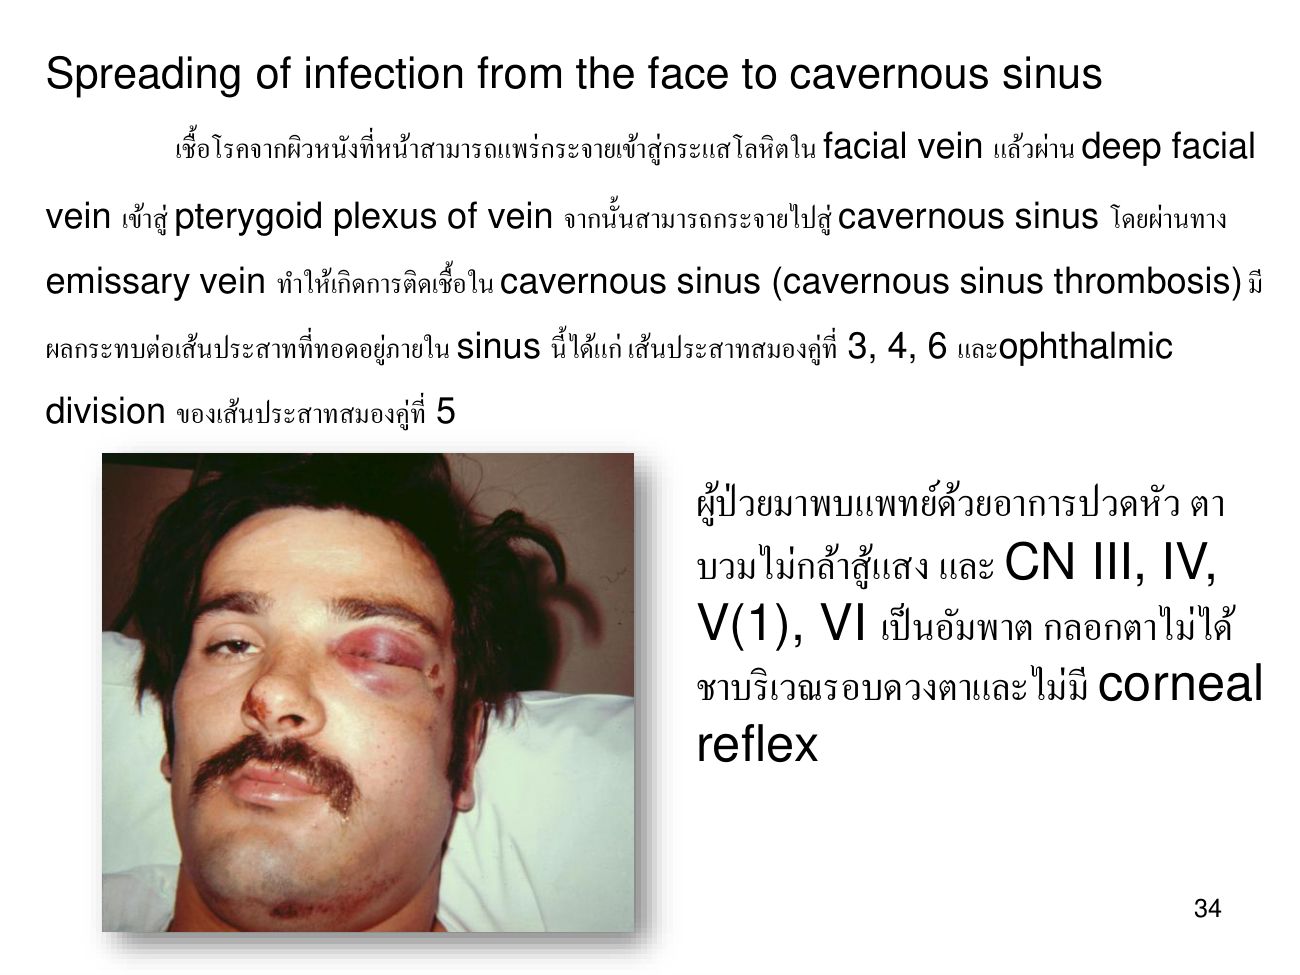 Spreading of infection from the face to cavernous sinus
เชื้อโรคจากผิวหนังที่หน้าสามารถแพร่กระจายเข้าสู่กระแสโลหิตใน facial vein แล้วผ่าน deep facial
vein เข้าสู่ pterygoid plexus of vein จากนั้นสามารถกระจายไปสู่ cavernous sinus โดยผ่านทาง
emissary vein ทำให้เกิดการติดเชื้อใน cavernous sinus (cavernous sinus thrombosis) มี
ผลกระทบต่อเส้นประสาทที่ทอดอยู่ภายใน sinus นี้ได้แก่ เส้นประสาทสมองคู่ที่ 3, 4, 6 และophthalmic
division ของเส้นประสาทสมองคู่ที่ 5
ผู้ป่วยมาพบแพทย์ด้วยอาการปวดหัว ตา
บวมไม่กล้าสู้แสง และ CN III, IV,
V(1), VI เป็นอัมพาต กลอกตาไม่ได้
ชาบริเวณรอบดวงตาและไม่มี corneal
reflex
34